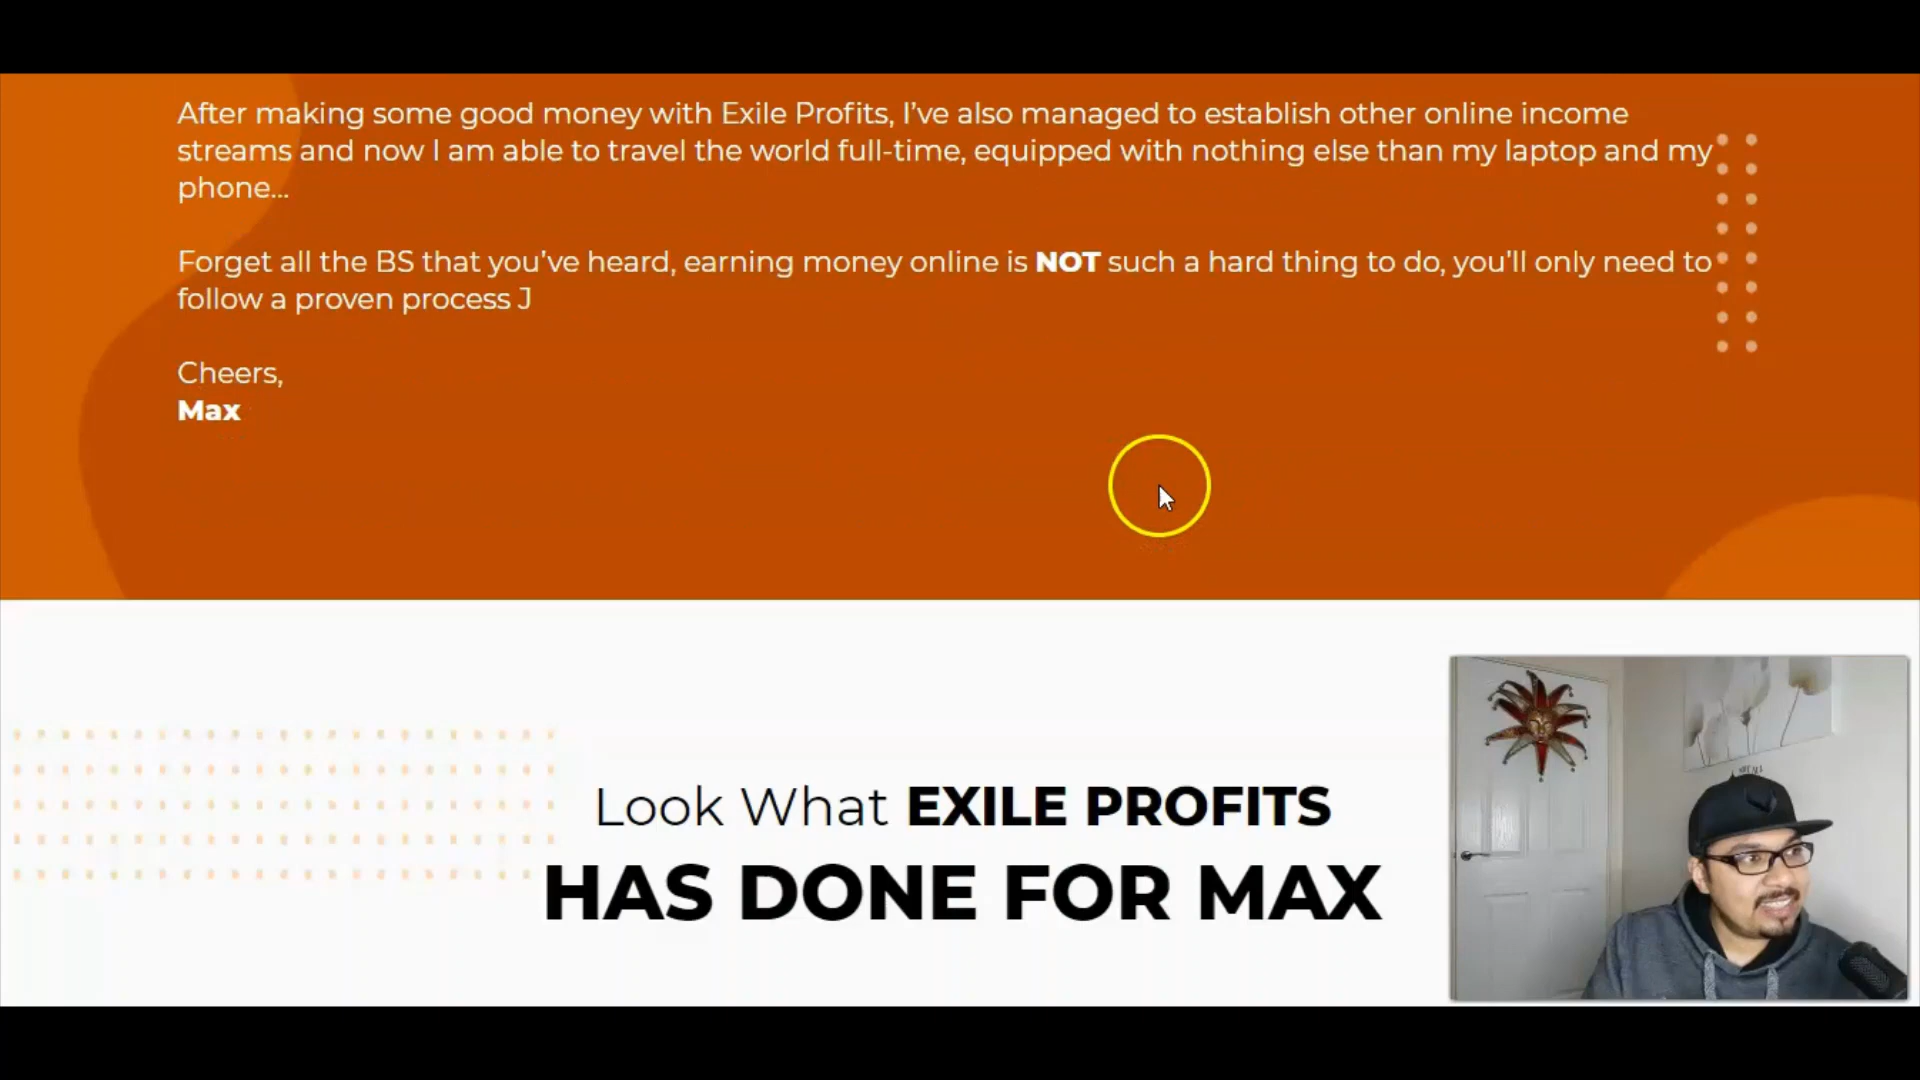 After making some good money with Exile Profits, I've also managed to establish other online income
streams and now I am able to travel the world full-time, equipped with nothing else than my laptop and my
phone...
Forget all the BS that you've heard, earning money online is NOT such a hard thing to do, you'll only need to
follow a proven process J
Cheers,
Max
Look What EXILE PROFITS
HAS DONE FOR MAX